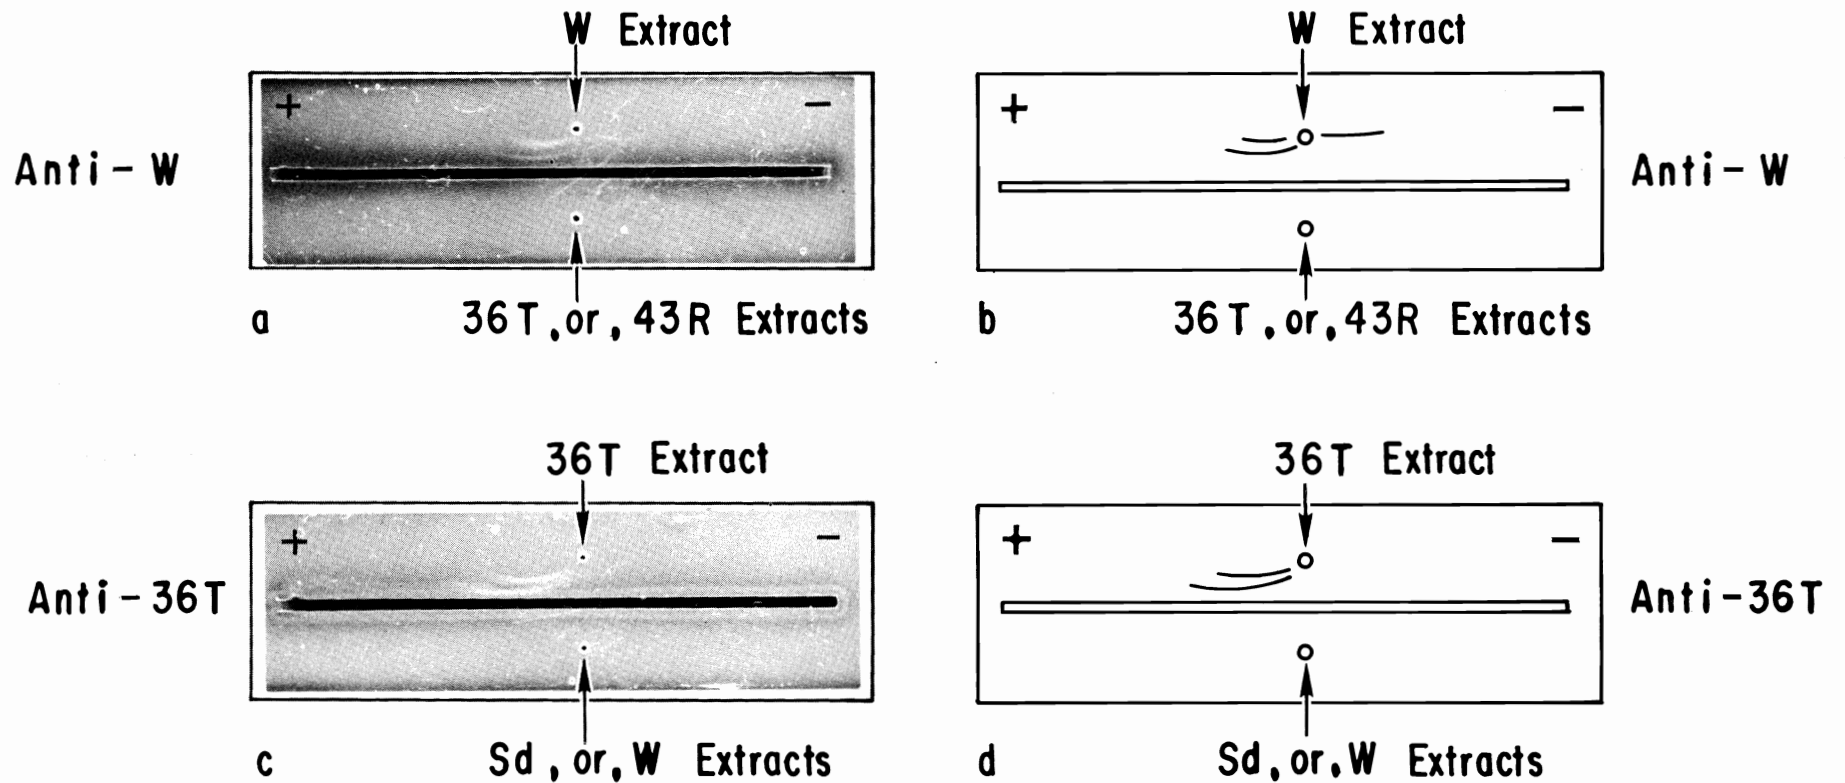 W Extract
W Extract
+ −
+ −
Anti-W
Anti-W
a
36T, or, 43R Extracts
b
36T, or, 43R Extracts
36T Extract
36T Extract
+ −
+ −
Anti-36T
Anti-36T
c
Sd, or, W Extracts
d
Sd, or, W Extracts